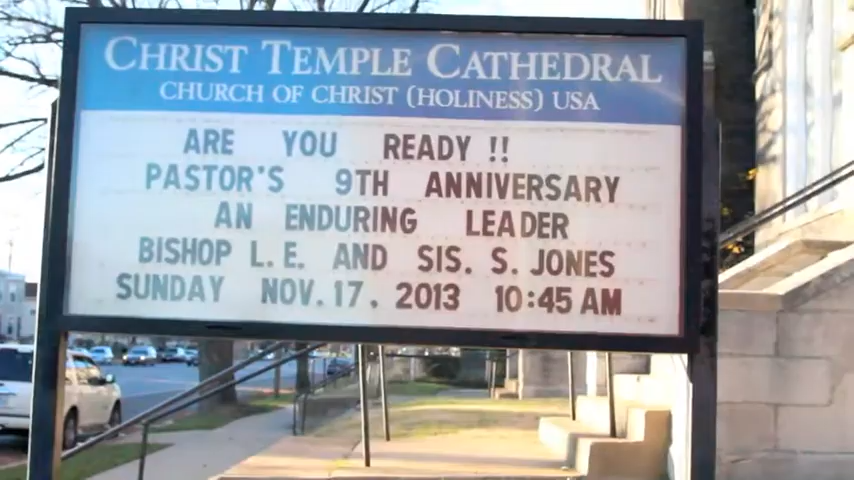 CHRIST TEMPLE CATHEDRAL
CHURCH OF CHRIST (HOLINESS) USA
ARE YOU READY !!
PASTOR'S 9TH ANNIVERSARY
AN ENDURING LEADER
BISHOP L. E. AND SIS. S. JONES
SUNDAY NOV. 17. 2013 10:45 AM